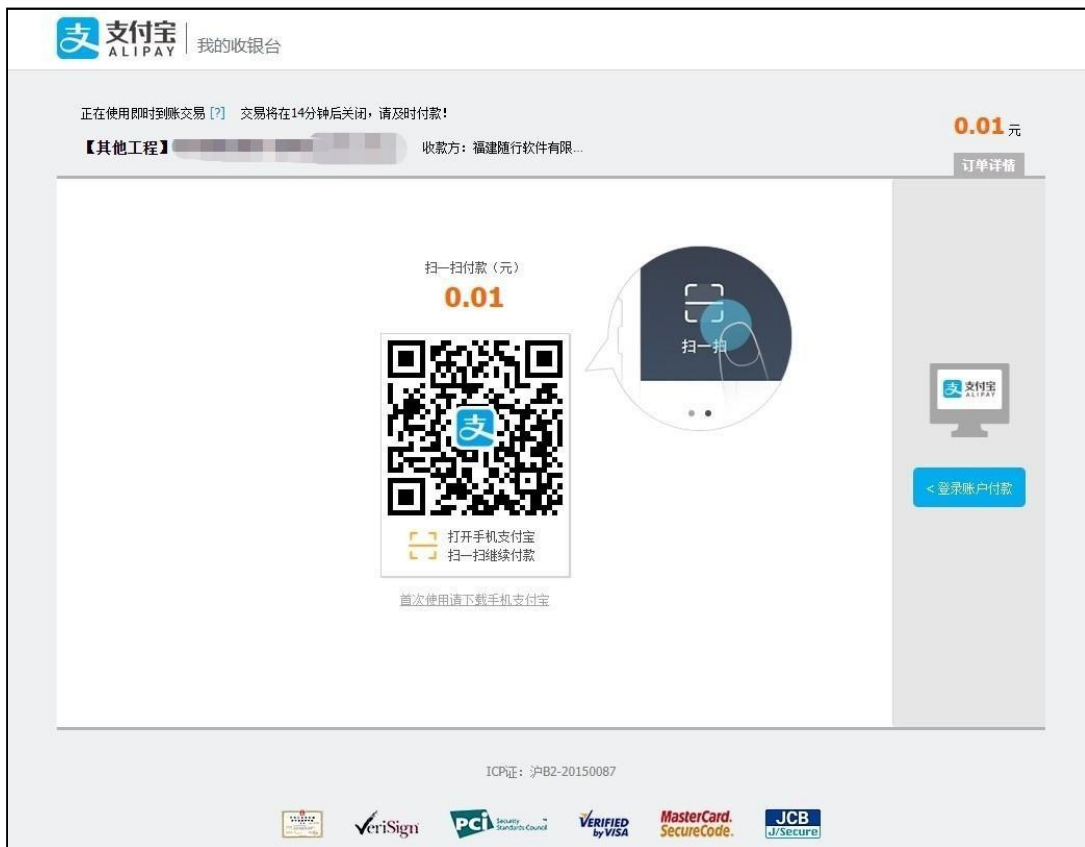 支付宝
ALIPAY
我的收银台
正在使用即时到账交易 [?] 交易将在14分钟后关闭，请及时付款！
【其他工程】 收款方：福建随行软件有限...
0.01 元
订单详情
扫一扫付款（元）
0.01
扫一扫
支
打开手机支付宝
扫一扫继续付款
首次使用请下载手机支付宝
支付宝
ALIPAY
< 登录账户付款
ICP证：沪B2-20150087
VeriSign
PCI Security Standards Council
VERIFIED by VISA
MasterCard. SecureCode.
JCB J/Secure